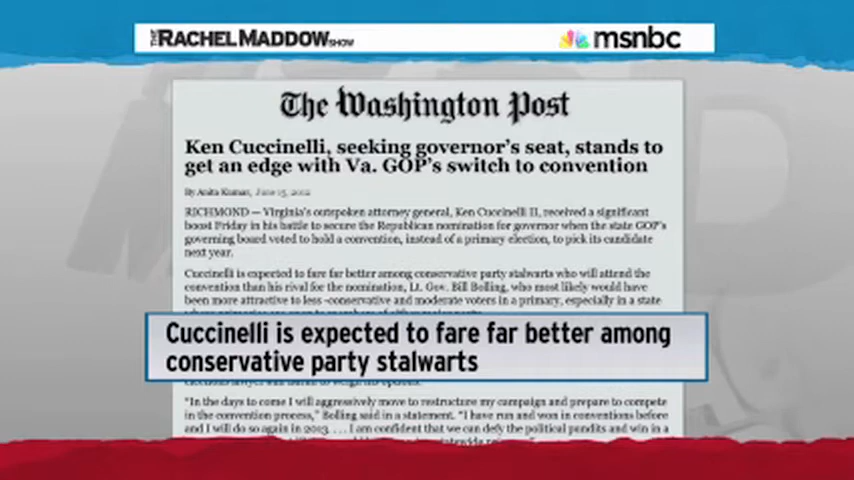 THE RACHEL MADDOW SHOW
msnbc
The Washington Post
Ken Cuccinelli, seeking governor's seat, stands to
get an edge with Va. GOP's switch to convention
By Anita Kumar, June 15, 2012
RICHMOND — Virginia's outspoken attorney general, Ken Cuccinelli II, received a significant
boost Friday in his battle to secure the Republican nomination for governor when the state GOP's
governing board voted to hold a convention, instead of a primary election, to pick its candidate
next year.
Cuccinelli is expected to fare far better among conservative party stalwarts who will attend the
convention than his rival for the nomination, Lt. Gov. Bill Bolling, who most likely would have
been more attractive to less-conservative and moderate voters in a primary, especially in a state
Cuccinelli is expected to fare far better among
conservative party stalwarts
"In the days to come I will aggressively move to restructure my campaign and prepare to compete
in the convention process," Bolling said in a statement. "I have run and won in conventions before
and I will do so again in 2013. . . . I am confident that we can defy the political pundits and win in a